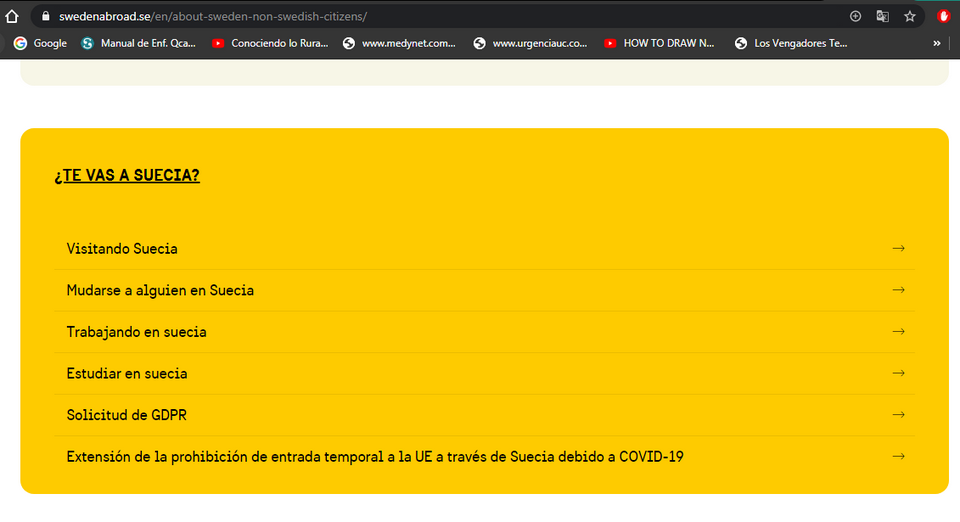 swedenabroad.se/en/about-sweden-non-swedish-citizens/
Google Manual de Enf. Qca... Conociendo lo Rura... www.medynet.com... www.urgenciauc.co... HOW TO DRAW N... Los Vengadores Te... »
¿TE VAS A SUECIA?
Visitando Suecia
Mudarse a alguien en Suecia
Trabajando en suecia
Estudiar en suecia
Solicitud de GDPR
Extensión de la prohibición de entrada temporal a la UE a través de Suecia debido a COVID-19